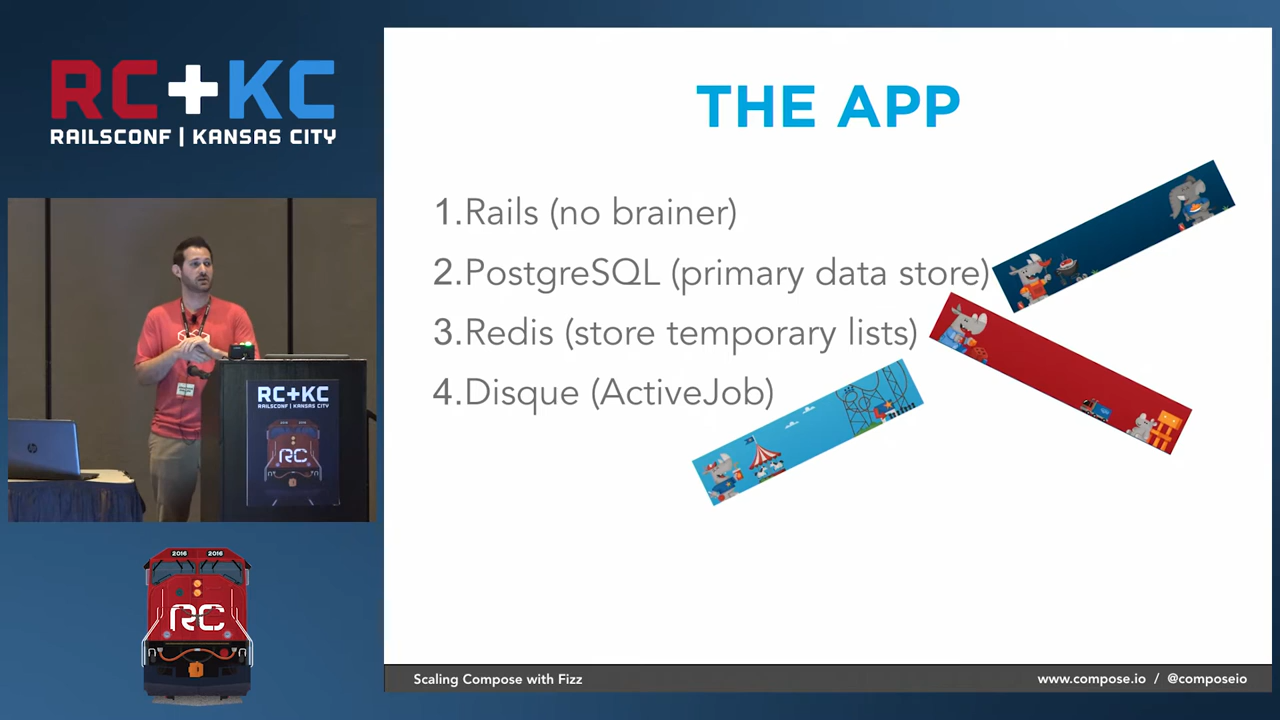 RC+KC
RAILSCONF | KANSAS CITY
THE APP
1.Rails (no brainer)
2.PostgreSQL (primary data store)
3.Redis (store temporary lists)
4.Disque (ActiveJob)
RC+KC
RAILSCONF | KANSAS CITY
RC
hp
2016 2016
RC
Scaling Compose with Fizz
www.compose.io / @composeio